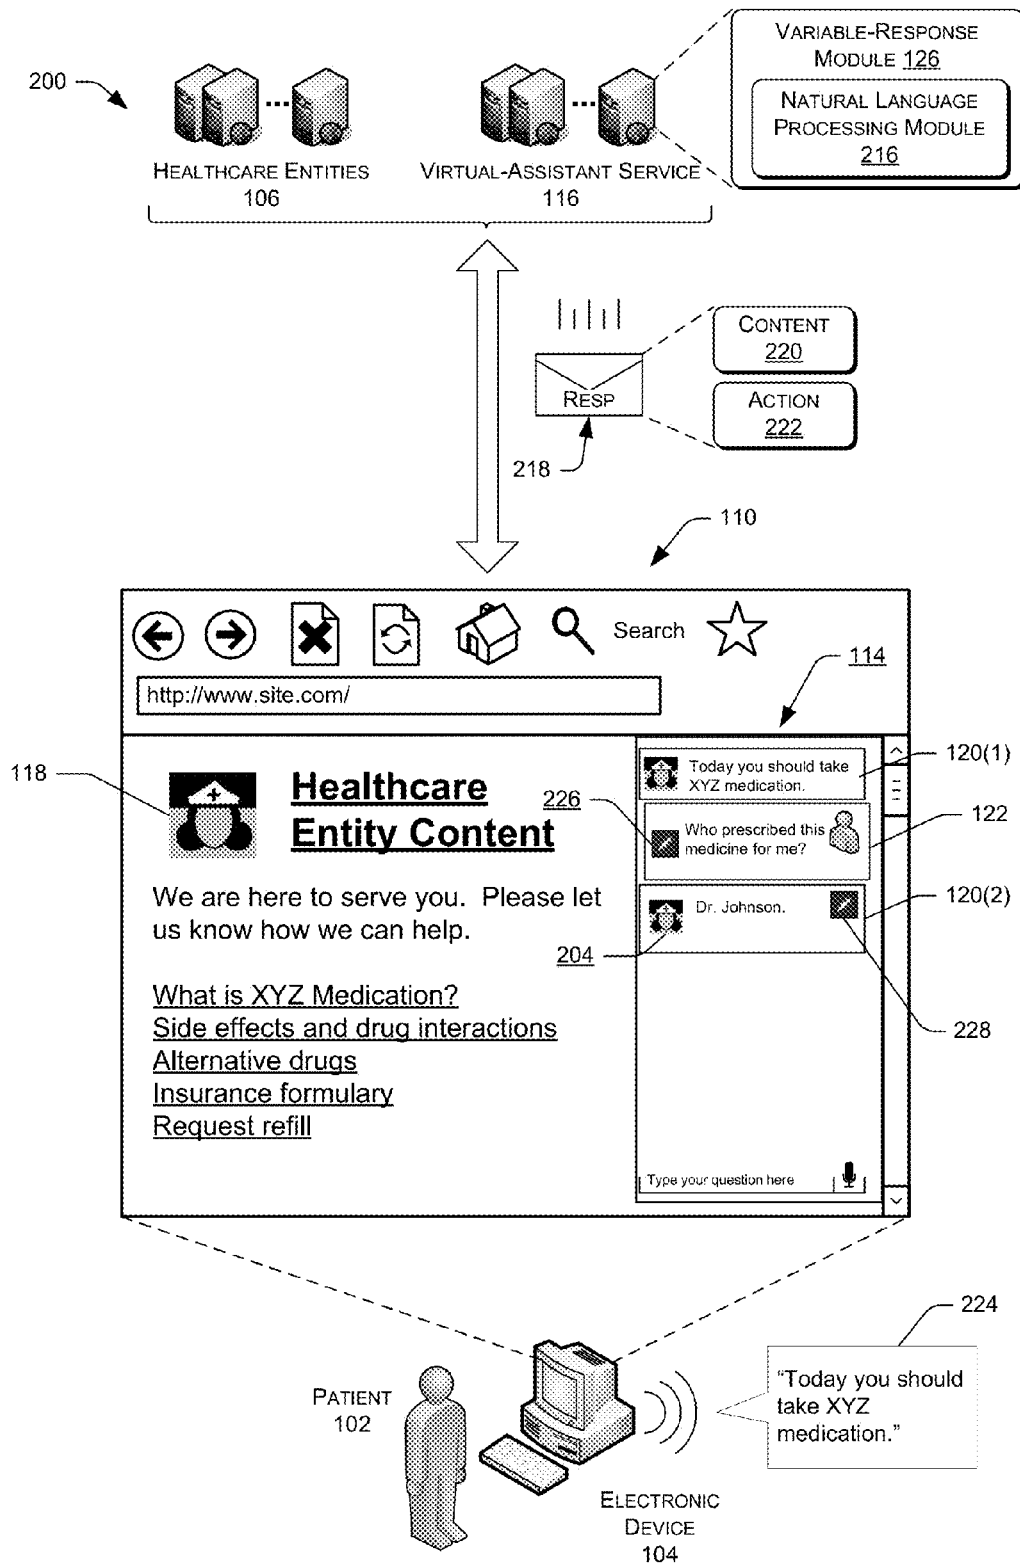 200
HEALTHCARE ENTITIES
106
VIRTUAL-ASSISTANT SERVICE
116
VARIABLE-RESPONSE
MODULE 126
NATURAL LANGUAGE
PROCESSING MODULE
216
RESP
218
CONTENT
220
ACTION
222
110
Search
http://www.site.com/
114
118
Healthcare
Entity Content
We are here to serve you. Please let
us know how we can help.
What is XYZ Medication?
Side effects and drug interactions
Alternative drugs
Insurance formulary
Request refill
Today you should take
XYZ medication.
120(1)
226
Who prescribed this
medicine for me?
122
Dr. Johnson.
120(2)
204
228
Type your question here
PATIENT
102
ELECTRONIC
DEVICE
104
224
“Today you should
take XYZ
medication.”